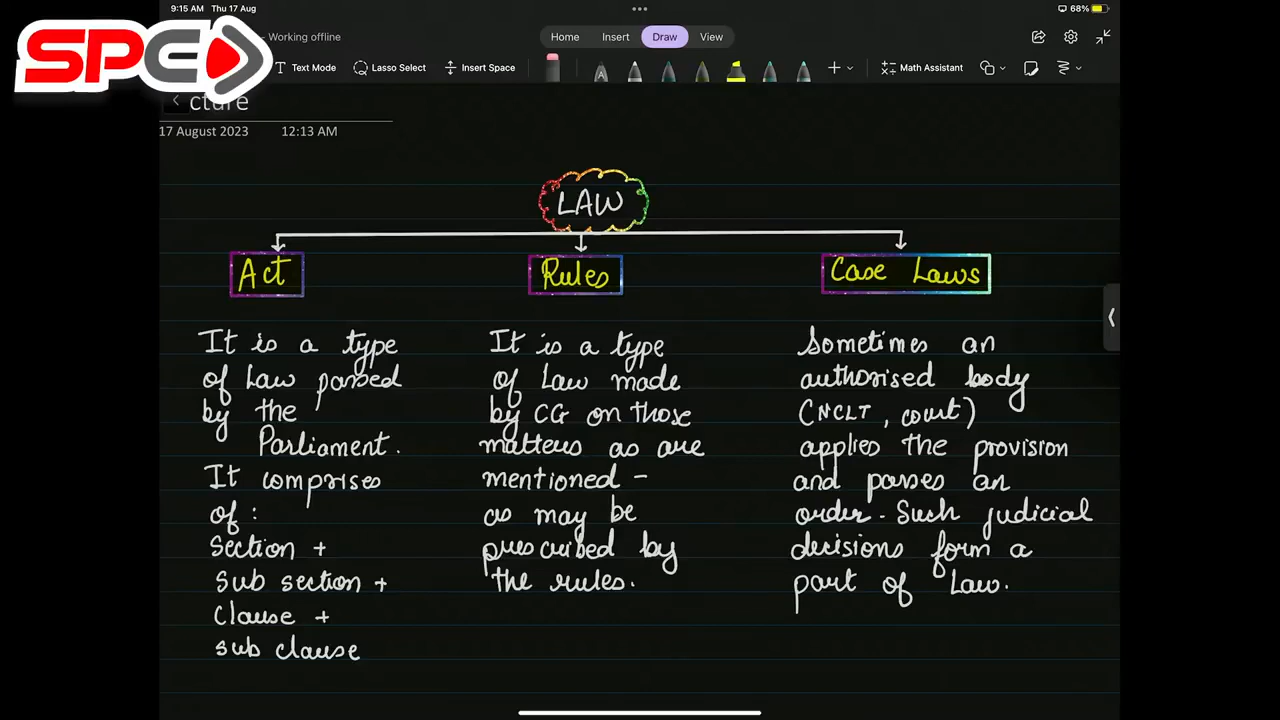 9:15 AM Thu 17 Aug
68%
SPED
- Working offline
Home Insert Draw View
Text Mode Lasso Select Insert Space Math Assistant
cture
17 August 2023 12:13 AM
LAW
Act
Rules
Case Laws
It is a type
of Law passed
by the
Parliament.
It comprises
of:
Section +
Sub section +
Clause +
sub clause
It is a type
of Law made
by CG on those
matters as are
mentioned -
as may be
prescribed by
the rules.
Sometimes an
authorised body
(NCLT, court)
applies the provision
and passes an
order. Such judicial
decisions form a
part of Law.